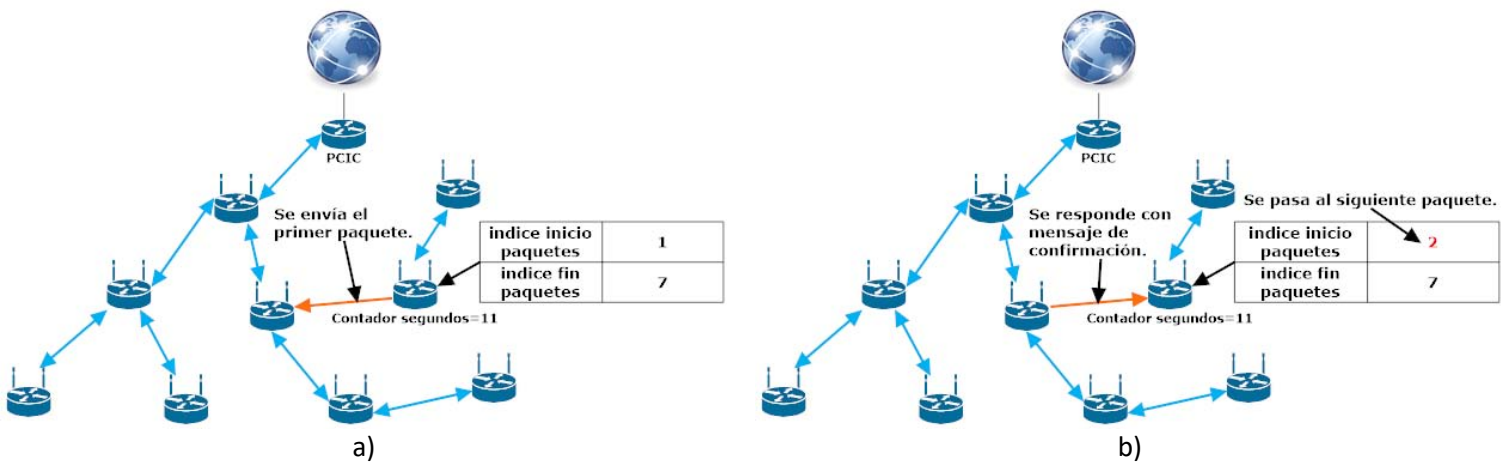 PCIC
Se envía el
primer paquete.
indice inicio
paquetes
1
indice fin
paquetes
7
Contador segundos=11
a)
PCIC
Se pasa al siguiente paquete.
Se responde con
mensaje de
confirmación.
indice inicio
paquetes
2
indice fin
paquetes
7
Contador segundos=11
b)